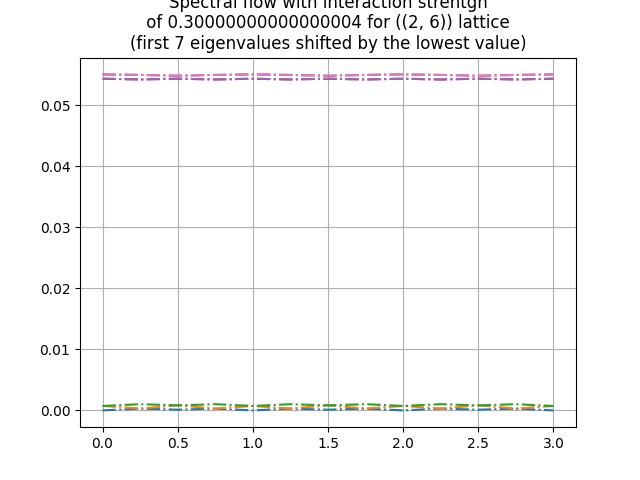 Spectral flow with interaction strentgh
of 0.30000000000000004 for ((2, 6)) lattice
(first 7 eigenvalues shifted by the lowest value)
0.05
0.04
0.03
0.02
0.01
0.00
0.0 0.5 1.0 1.5 2.0 2.5 3.0